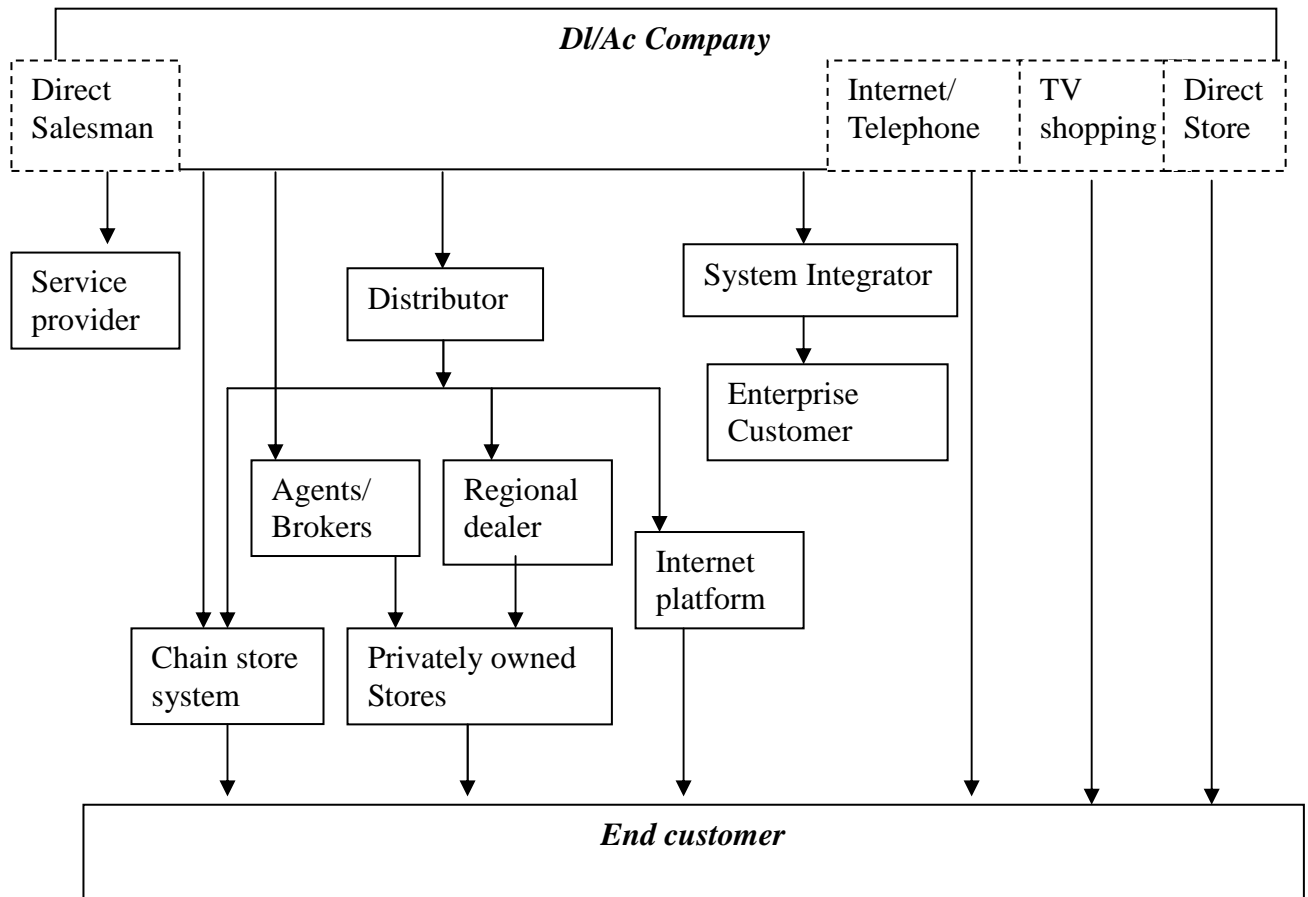 Dl/Ac Company
Direct
Salesman
Internet/
Telephone
TV
shopping
Direct
Store
Service
provider
Distributor
System Integrator
Enterprise
Customer
Agents/
Brokers
Regional
dealer
Internet
platform
Chain store
system
Privately owned
Stores
End customer